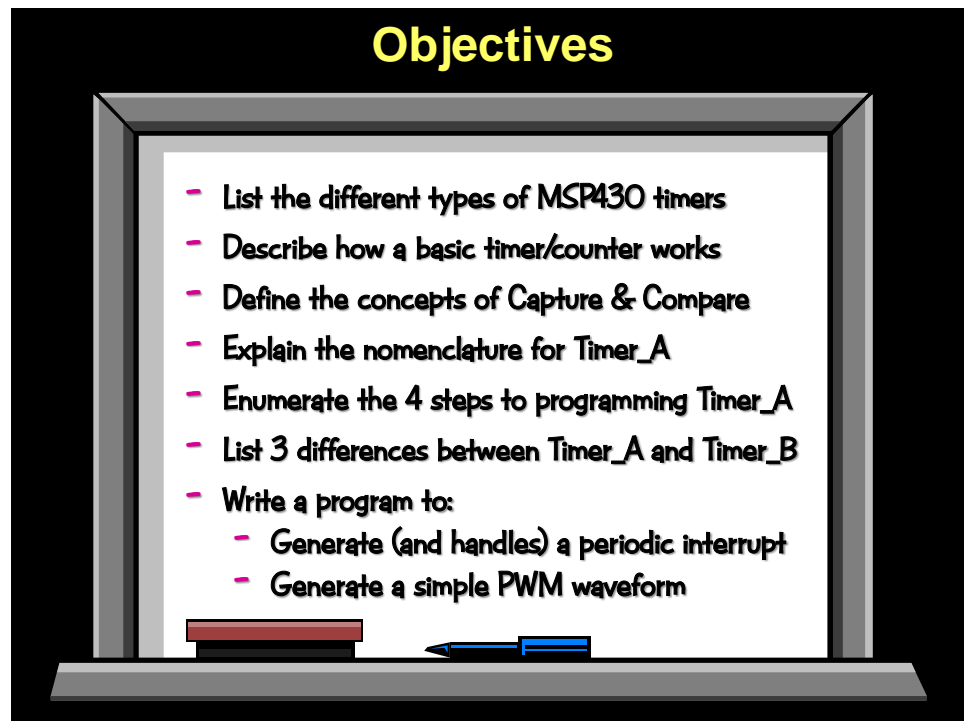 Objectives
- List the different types of MSP430 timers
- Describe how a basic timer/counter works
- Define the concepts of Capture & Compare
- Explain the nomenclature for Timer_A
- Enumerate the 4 steps to programming Timer_A
- List 3 differences between Timer_A and Timer_B
- Write a program to:
- Generate (and handles) a periodic interrupt
- Generate a simple PWM waveform